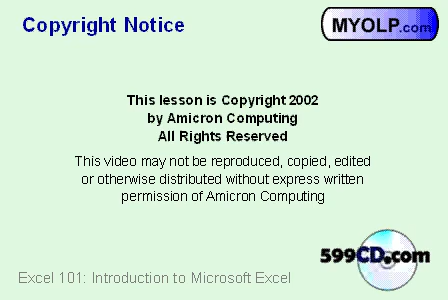 Copyright Notice
MYOLP.com
This lesson is Copyright 2002
by Amicron Computing
All Rights Reserved
This video may not be reproduced, copied, edited
or otherwise distributed without express written
permission of Amicron Computing
599CD.com
Excel 101: Introduction to Microsoft Excel